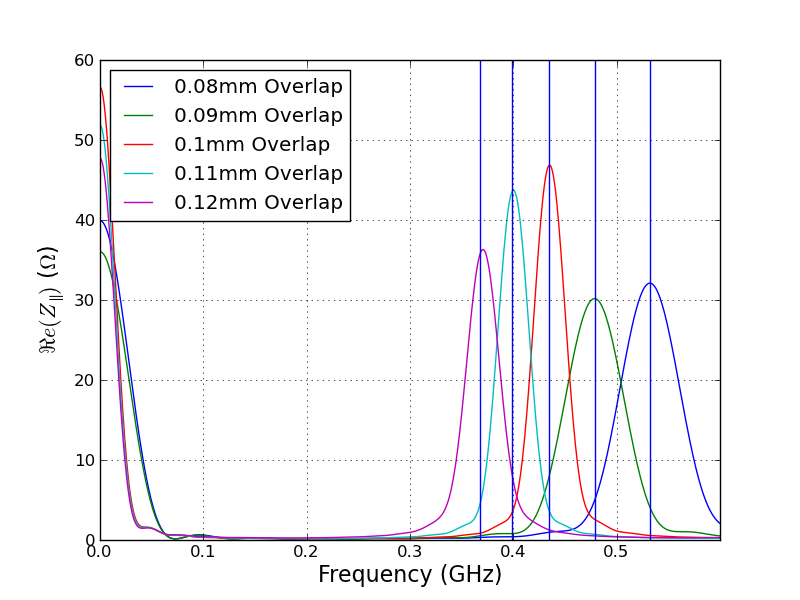 60
50
40
30
20
10
0
0.08mm Overlap
0.09mm Overlap
0.1mm Overlap
0.11mm Overlap
0.12mm Overlap
ℜe(Z∥) (Ω)
0.0 0.1 0.2 0.3 0.4 0.5
Frequency (GHz)